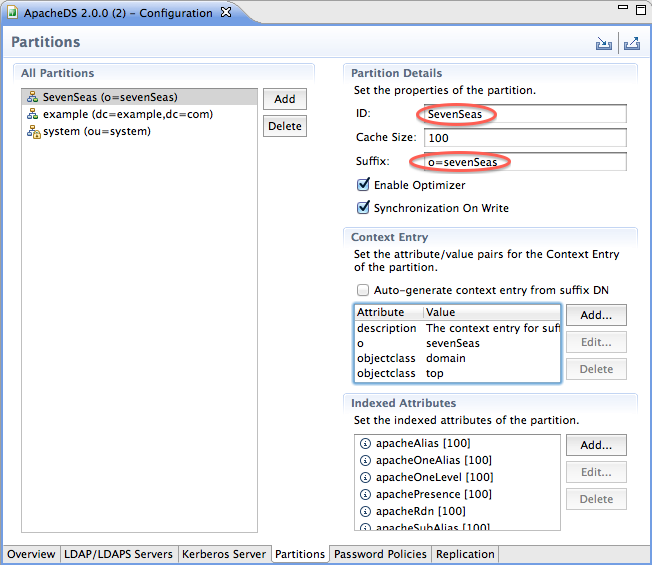 ApacheDS 2.0.0 (2) - Configuration
Partitions
All Partitions
SevenSeas (o=sevenSeas)
example (dc=example,dc=com)
system (ou=system)
Add
Delete
Partition Details
Set the properties of the partition.
ID: SevenSeas
Cache Size: 100
Suffix: o=sevenSeas
Enable Optimizer
Synchronization On Write
Context Entry
Set the attribute/value pairs for the Context Entry
of the partition.
Auto-generate context entry from suffix DN
Attribute Value
description The context entry for suf
o sevenSeas
objectclass domain
objectclass top
Add...
Edit...
Delete
Indexed Attributes
Set the indexed attributes of the partition.
apacheAlias [100]
apacheOneAlias [100]
apacheOneLevel [100]
apachePresence [100]
apacheRdn [100]
apacheSubAlias [100]
Add...
Edit...
Delete
Overview LDAP/LDAPS Servers Kerberos Server Partitions Password Policies Replication